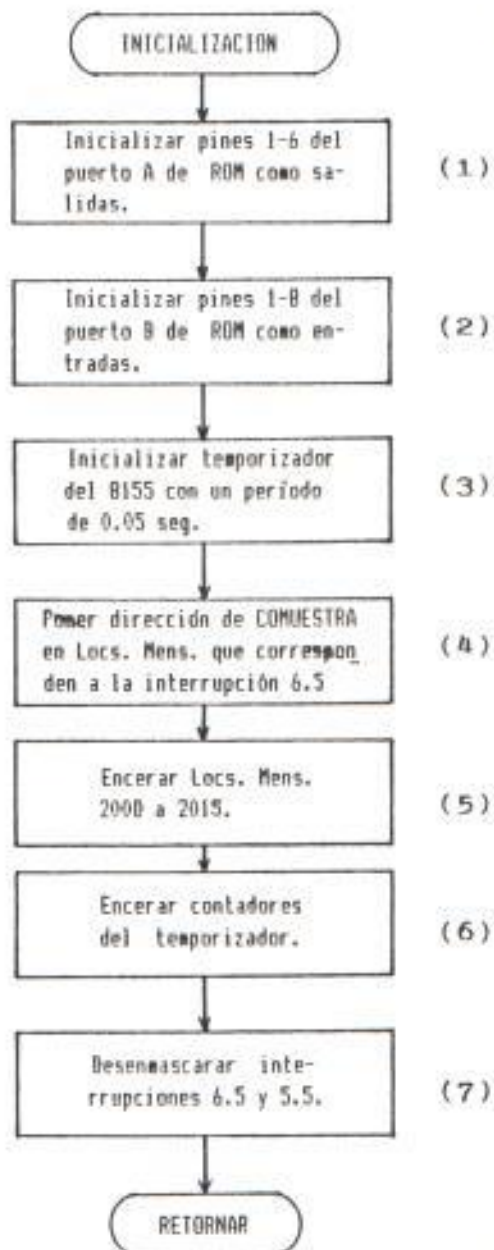 INICIALIZACION
Inicializar pines 1-6 del
puerto A de ROM como sa-
lidas.
(1)
Inicializar pines 1-8 del
puerto B de ROM como en-
tradas.
(2)
Inicializar temporizador
del 8155 con un período
de 0.05 seg.
(3)
Poner dirección de COMUESTRA
en Locs. Mens. que correspon
den a la interrupción 6.5
(4)
Encerar Locs. Mens.
2000 a 2015.
(5)
Encerar contadores
del temporizador.
(6)
Desenmascarar inte-
rrupciones 6.5 y 5.5.
(7)
RETORNAR